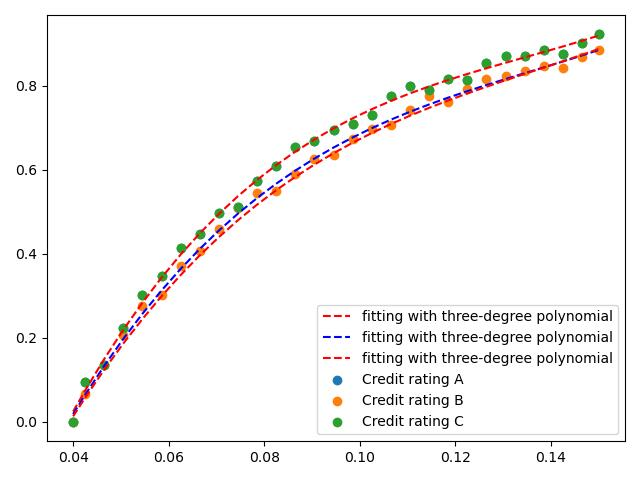 0.8
0.6
0.4
0.2
0.0
fitting with three-degree polynomial
fitting with three-degree polynomial
fitting with three-degree polynomial
Credit rating A
Credit rating B
Credit rating C
0.04 0.06 0.08 0.10 0.12 0.14